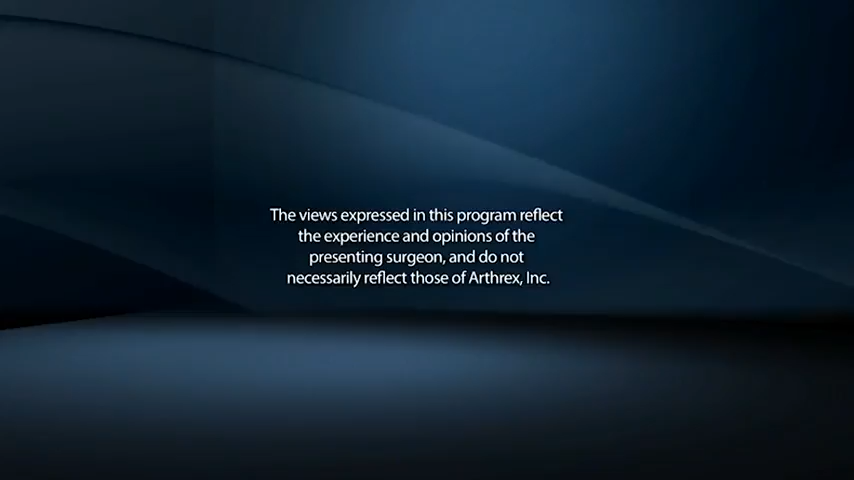 The views expressed in this program reflect
the experience and opinions of the
presenting surgeon, and do not
necessarily reflect those of Arthrex, Inc.